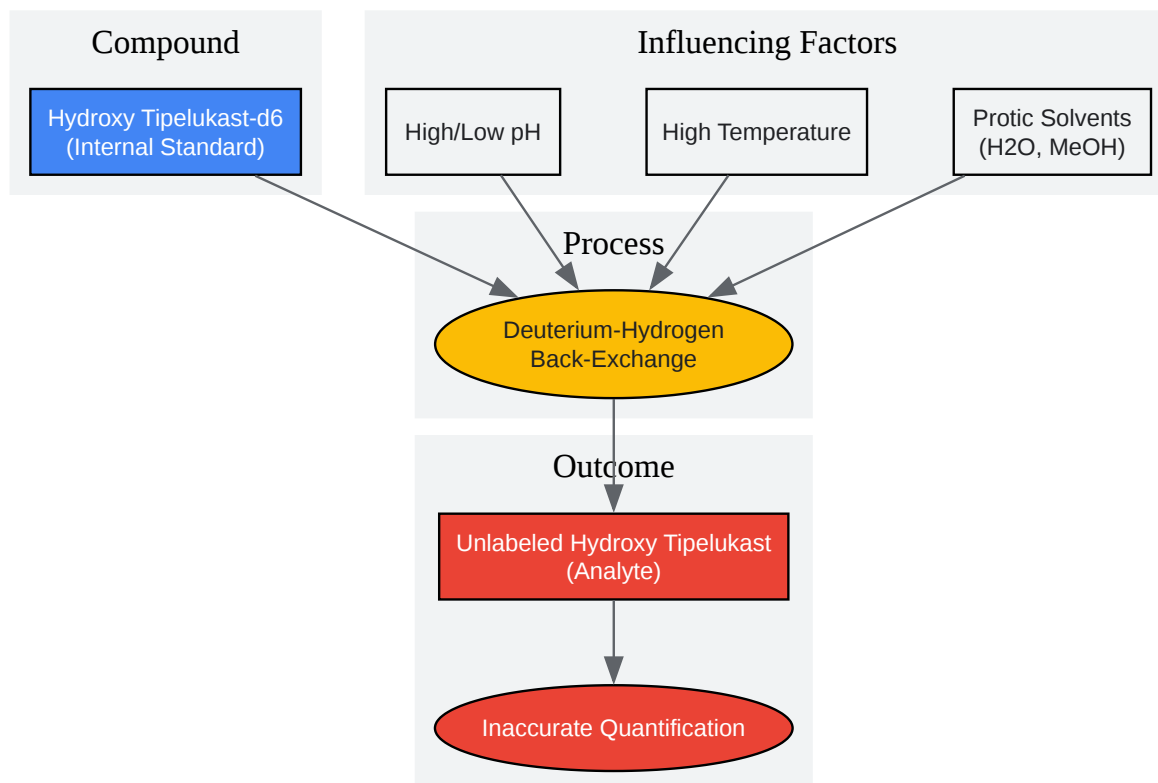 Compound
Influencing Factors
Hydroxy Tipelukast-d6
(Internal Standard)
High/Low pH
High Temperature
Protic Solvents
(H2O, MeOH)
Process
Deuterium-Hydrogen
Back-Exchange
Outcome
Unlabeled Hydroxy Tipelukast
(Analyte)
Inaccurate Quantification